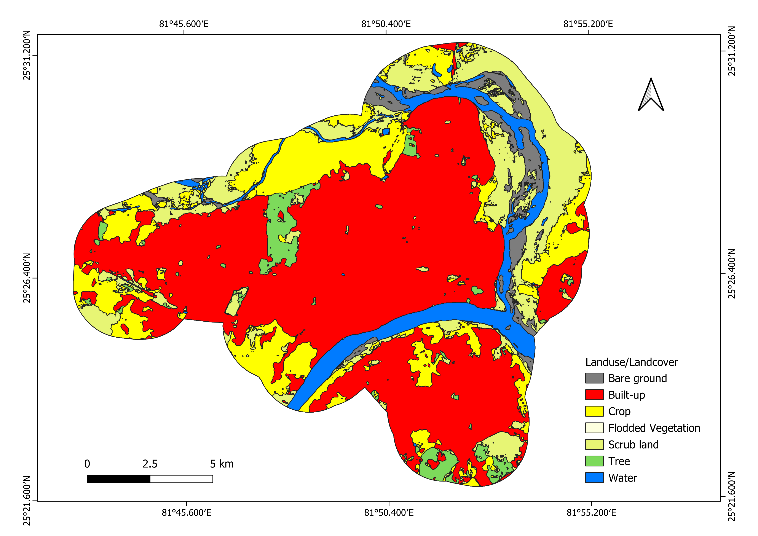 81°45.600'E 81°50.400'E 81°55.200'E
25°31.200'N 25°31.200'N
25°26.400'N 25°26.400'N
Landuse/Landcover
Bare ground
Built-up
Crop
Flodded Vegetation
Scrub land
Tree
Water
0 2.5 5 km
25°21.600'N 25°21.600'N
81°45.600'E 81°50.400'E 81°55.200'E